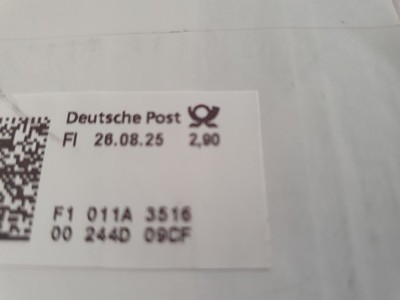 Deutsche Post
FI 26.08.25 2,90
F1 011A 3516
00 244D 09CF